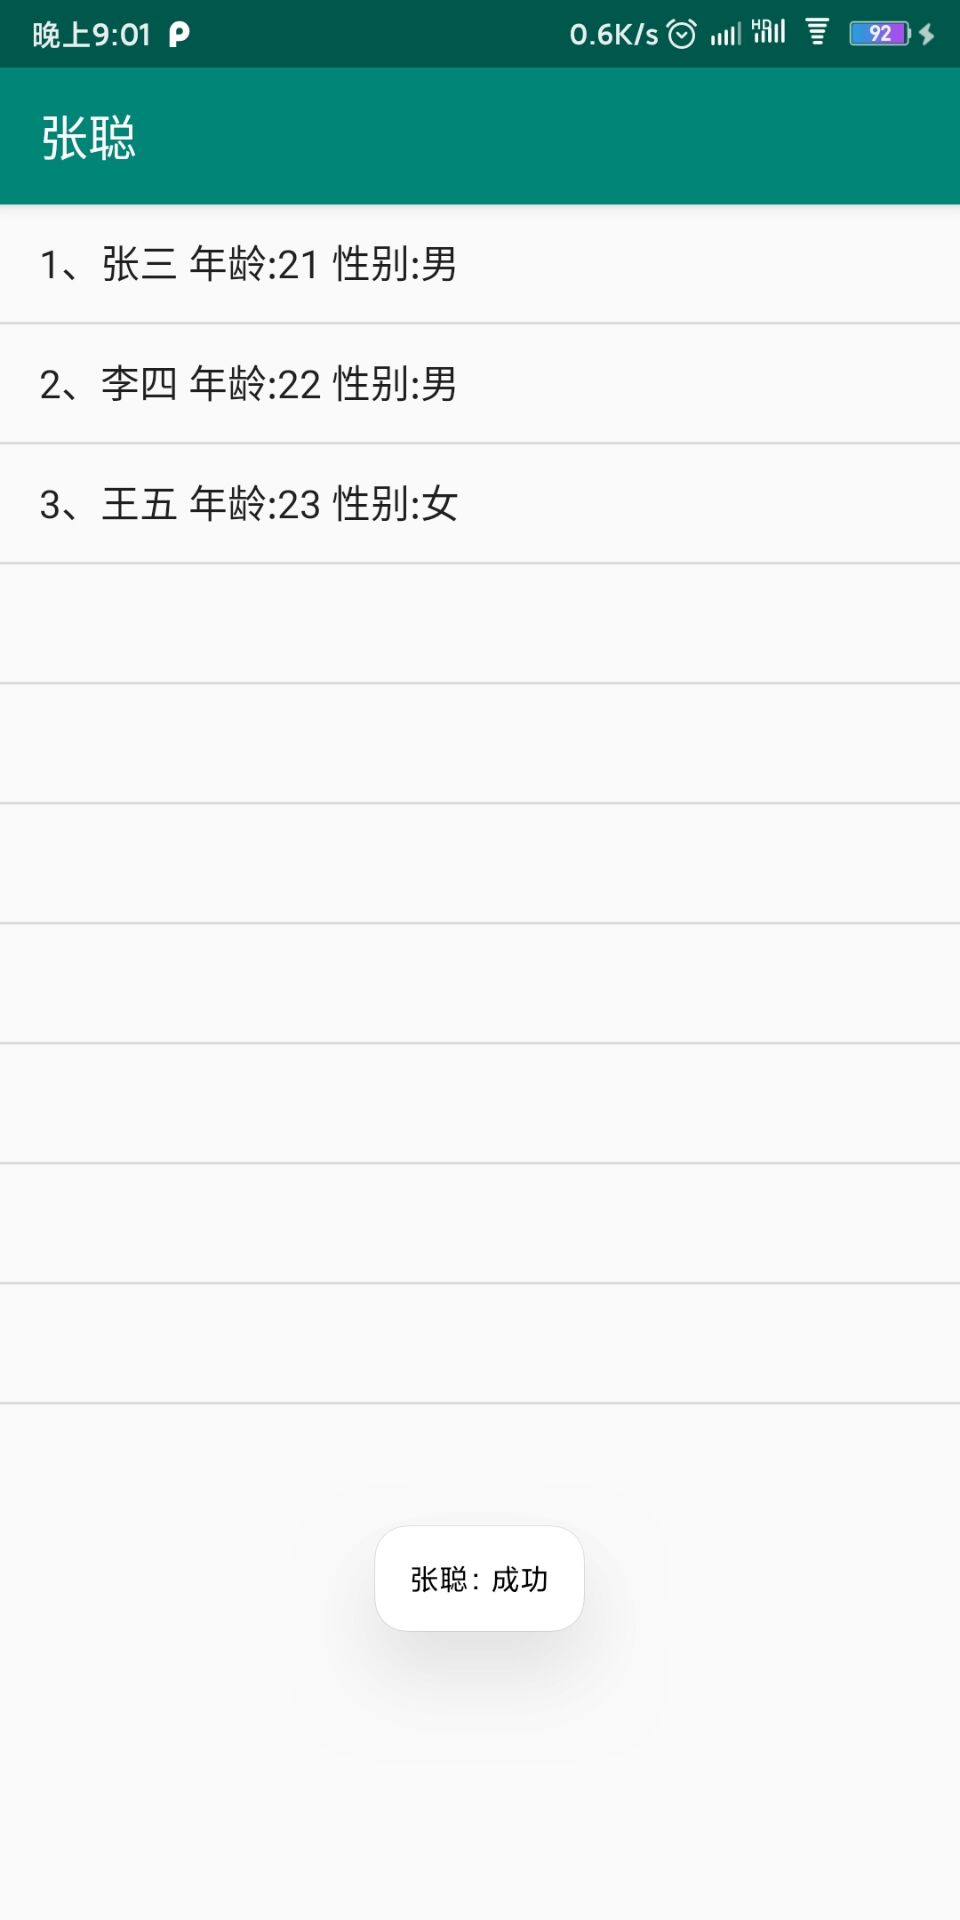 晚上9:01 P 0.6K/s HD 92
张聪
1、张三 年龄:21 性别:男
2、李四 年龄:22 性别:男
3、王五 年龄:23 性别:女
张聪: 成功